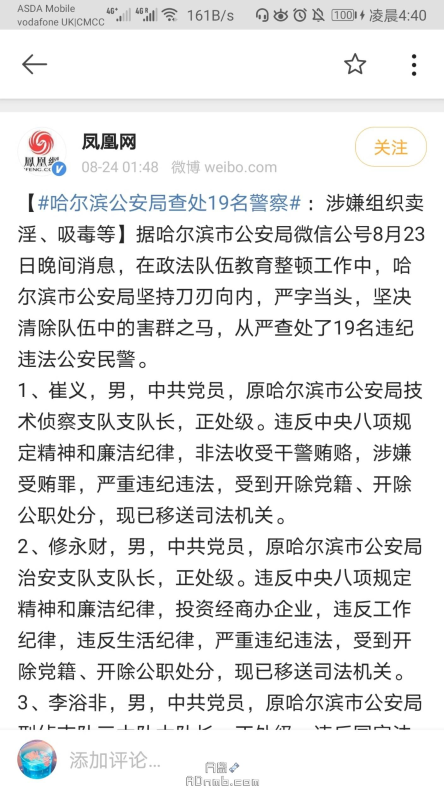 ASDA Mobile
vodafone UK|CMCC
4G 4G R 161B/s 100 凌晨4:40
凤凰网
08-24 01:48 微博 weibo.com
关注
鳳凰網
【#哈尔滨公安局查处19名警察#：涉嫌组织卖
淫、吸毒等】据哈尔滨市公安局微信公号8月23
日晚间消息，在政法队伍教育整顿工作中，哈
尔滨市公安局坚持刀刃向内，严字当头，坚决
清除队伍中的害群之马，从严查处了19名违纪
违法公安民警。
1、崔义，男，中共党员，原哈尔滨市公安局技
术侦察支队支队长，正处级。违反中央八项规
定精神和廉洁纪律，非法收受干警贿赂，涉嫌
受贿罪，严重违纪违法，受到开除党籍、开除
公职处分，现已移送司法机关。
2、修永财，男，中共党员，原哈尔滨市公安局
治安支队支队长，正处级。违反中央八项规定
精神和廉洁纪律，投资经商办企业，违反工作
纪律，违反生活纪律，严重违纪违法，受到开
除党籍、开除公职处分，现已移送司法机关。
3、李浴非，男，中共党员，原哈尔滨市公安局
添加评论...
ADnmb.com